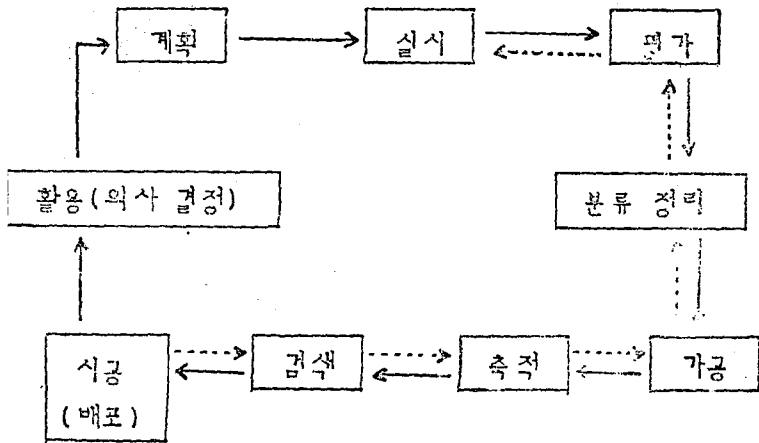 계획
실시
평가
활용(의사 결정)
분류 정리
시공
(배포)
검색
축적
가공